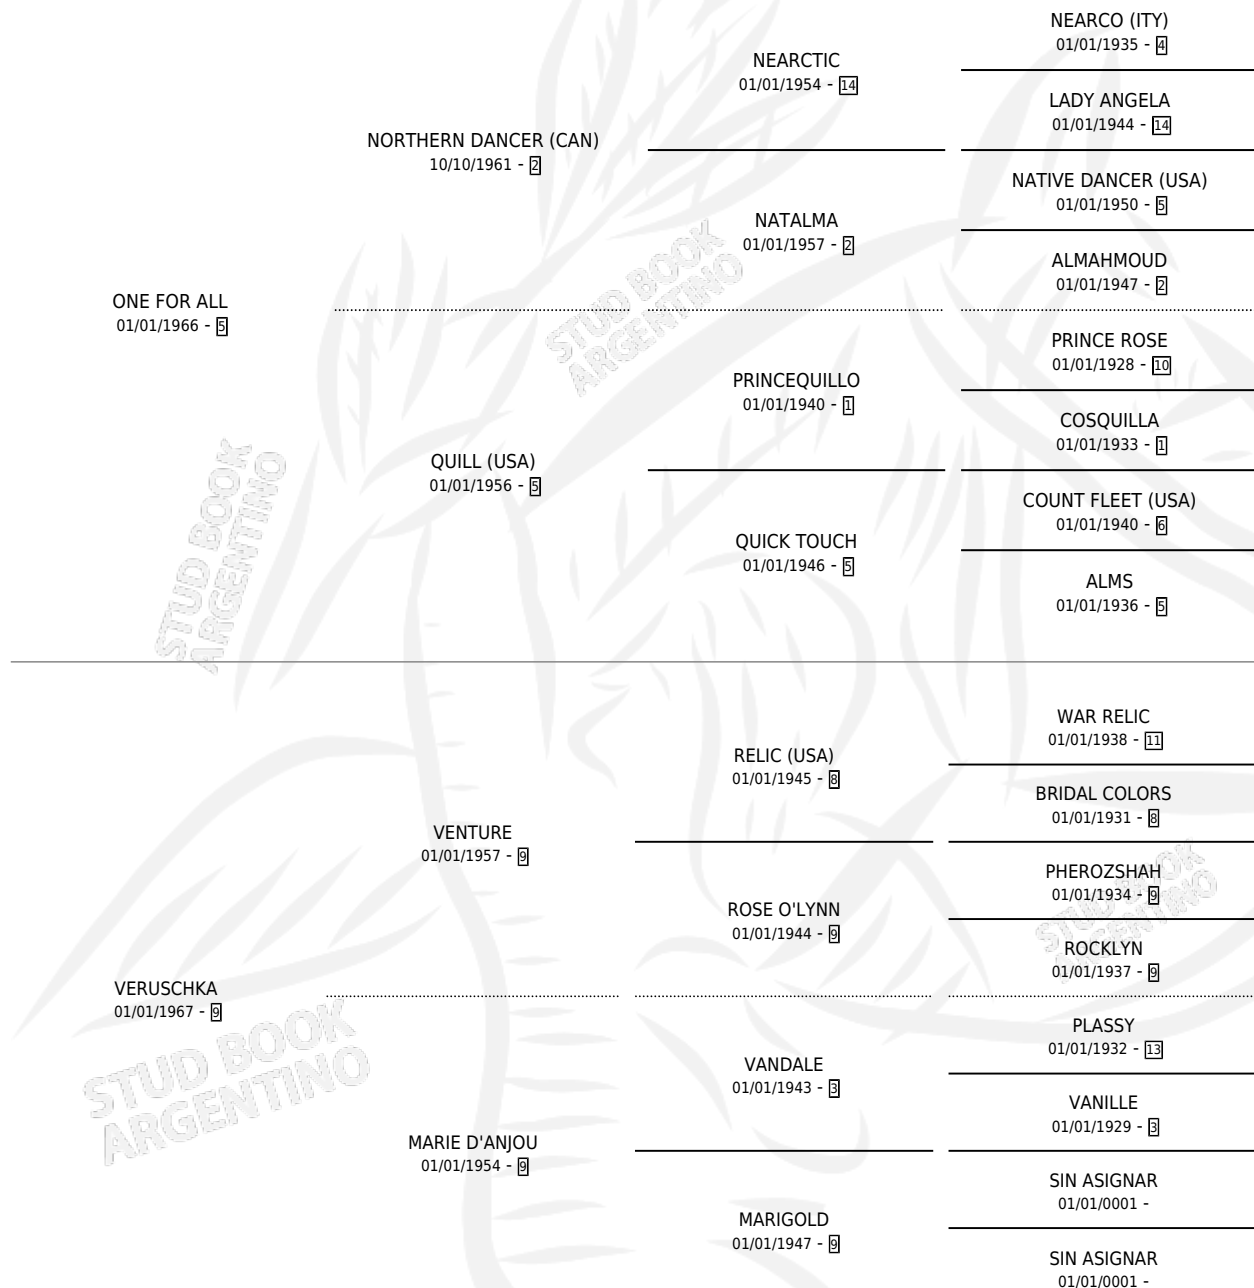 NEARCO (ITY)
01/01/1935 - 4
NEARCTIC
01/01/1954 - 14
LADY ANGELA
01/01/1944 - 14
NORTHERN DANCER (CAN)
10/10/1961 - 2
NATIVE DANCER (USA)
01/01/1950 - 5
NATALMA
01/01/1957 - 2
ALMAHMOUD
01/01/1947 - 2
STUD BOOK
ARGENTINO
ONE FOR ALL
01/01/1966 - 5
PRINCE ROSE
01/01/1928 - 10
PRINCEQUILLO
01/01/1940 - 1
COSQUILLA
01/01/1933 - 1
QUILL (USA)
01/01/1956 - 5
COUNT FLEET (USA)
01/01/1940 - 6
QUICK TOUCH
01/01/1946 - 5
ALMS
01/01/1936 - 5
STUD BOOK
ARGENTINO
WAR RELIC
01/01/1938 - 11
RELIC (USA)
01/01/1945 - 8
BRIDAL COLORS
01/01/1931 - 8
VENTURE
01/01/1957 - 9
PHEROZSHAH
01/01/1934 - 9
ROSE O'LYNN
01/01/1944 - 9
STUD BOOK
ARGENTINO
ROCKLYN
01/01/1937 - 9
VERUSCHKA
01/01/1967 - 9
PLASSY
01/01/1932 - 13
VANDALE
01/01/1943 - 3
VANILLE
01/01/1929 - 3
STUD BOOK
ARGENTINO
MARIE D'ANJOU
01/01/1954 - 9
SIN ASIGNAR
01/01/0001 -
MARIGOLD
01/01/1947 - 9
SIN ASIGNAR
01/01/0001 -